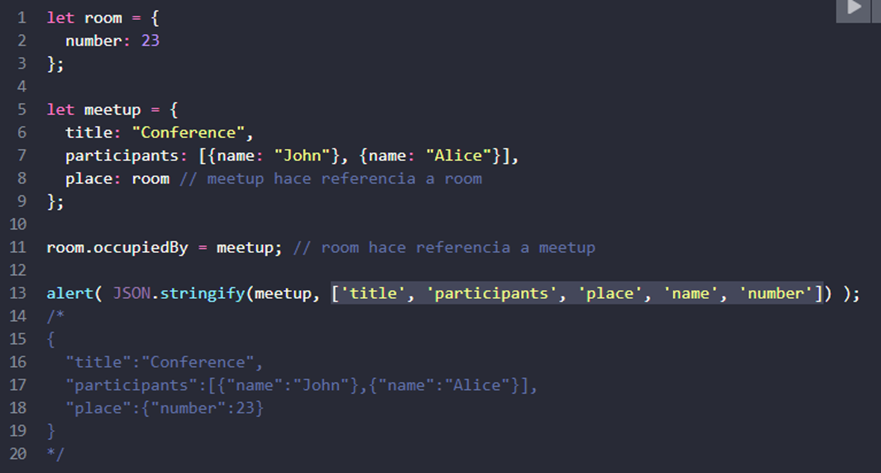 1 let room = {
2   number: 23
3 };
4
5 let meetup = {
6   title: "Conference",
7   participants: [{name: "John"}, {name: "Alice"}],
8   place: room // meetup hace referencia a room
9 };
10
11 room.occupiedBy = meetup; // room hace referencia a meetup
12
13 alert( JSON.stringify(meetup, ['title', 'participants', 'place', 'name', 'number']) );
14 /*
15 {
16   "title":"Conference",
17   "participants":[{"name":"John"},{"name":"Alice"}],
18   "place":{"number":23}
19 }
20 */